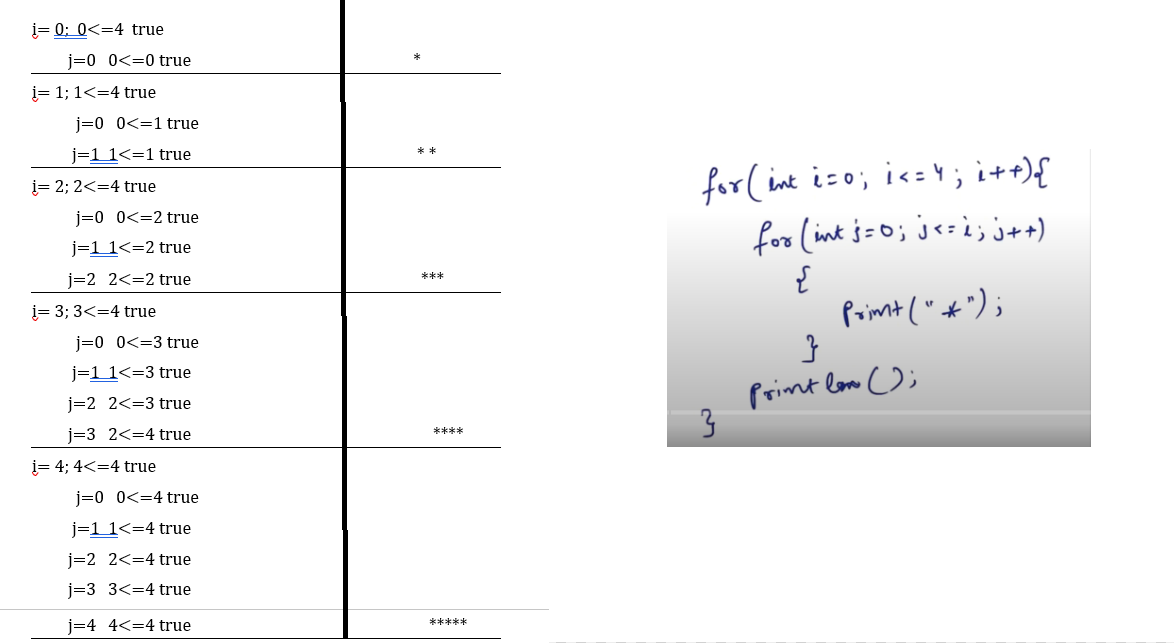 i= 0; 0<=4 true
j=0 0<=0 true *
i= 1; 1<=4 true
j=0 0<=1 true
j=1 1<=1 true * *
i= 2; 2<=4 true
j=0 0<=2 true
j=1 1<=2 true
j=2 2<=2 true ***
i= 3; 3<=4 true
j=0 0<=3 true
j=1 1<=3 true
j=2 2<=3 true
j=3 2<=4 true ****
i= 4; 4<=4 true
j=0 0<=4 true
j=1 1<=4 true
j=2 2<=4 true
j=3 3<=4 true
j=4 4<=4 true *****
for( int i=0; i<=4; i++){
for(int j=0; j<=i; j++)
{
print("*");
}
println();
}